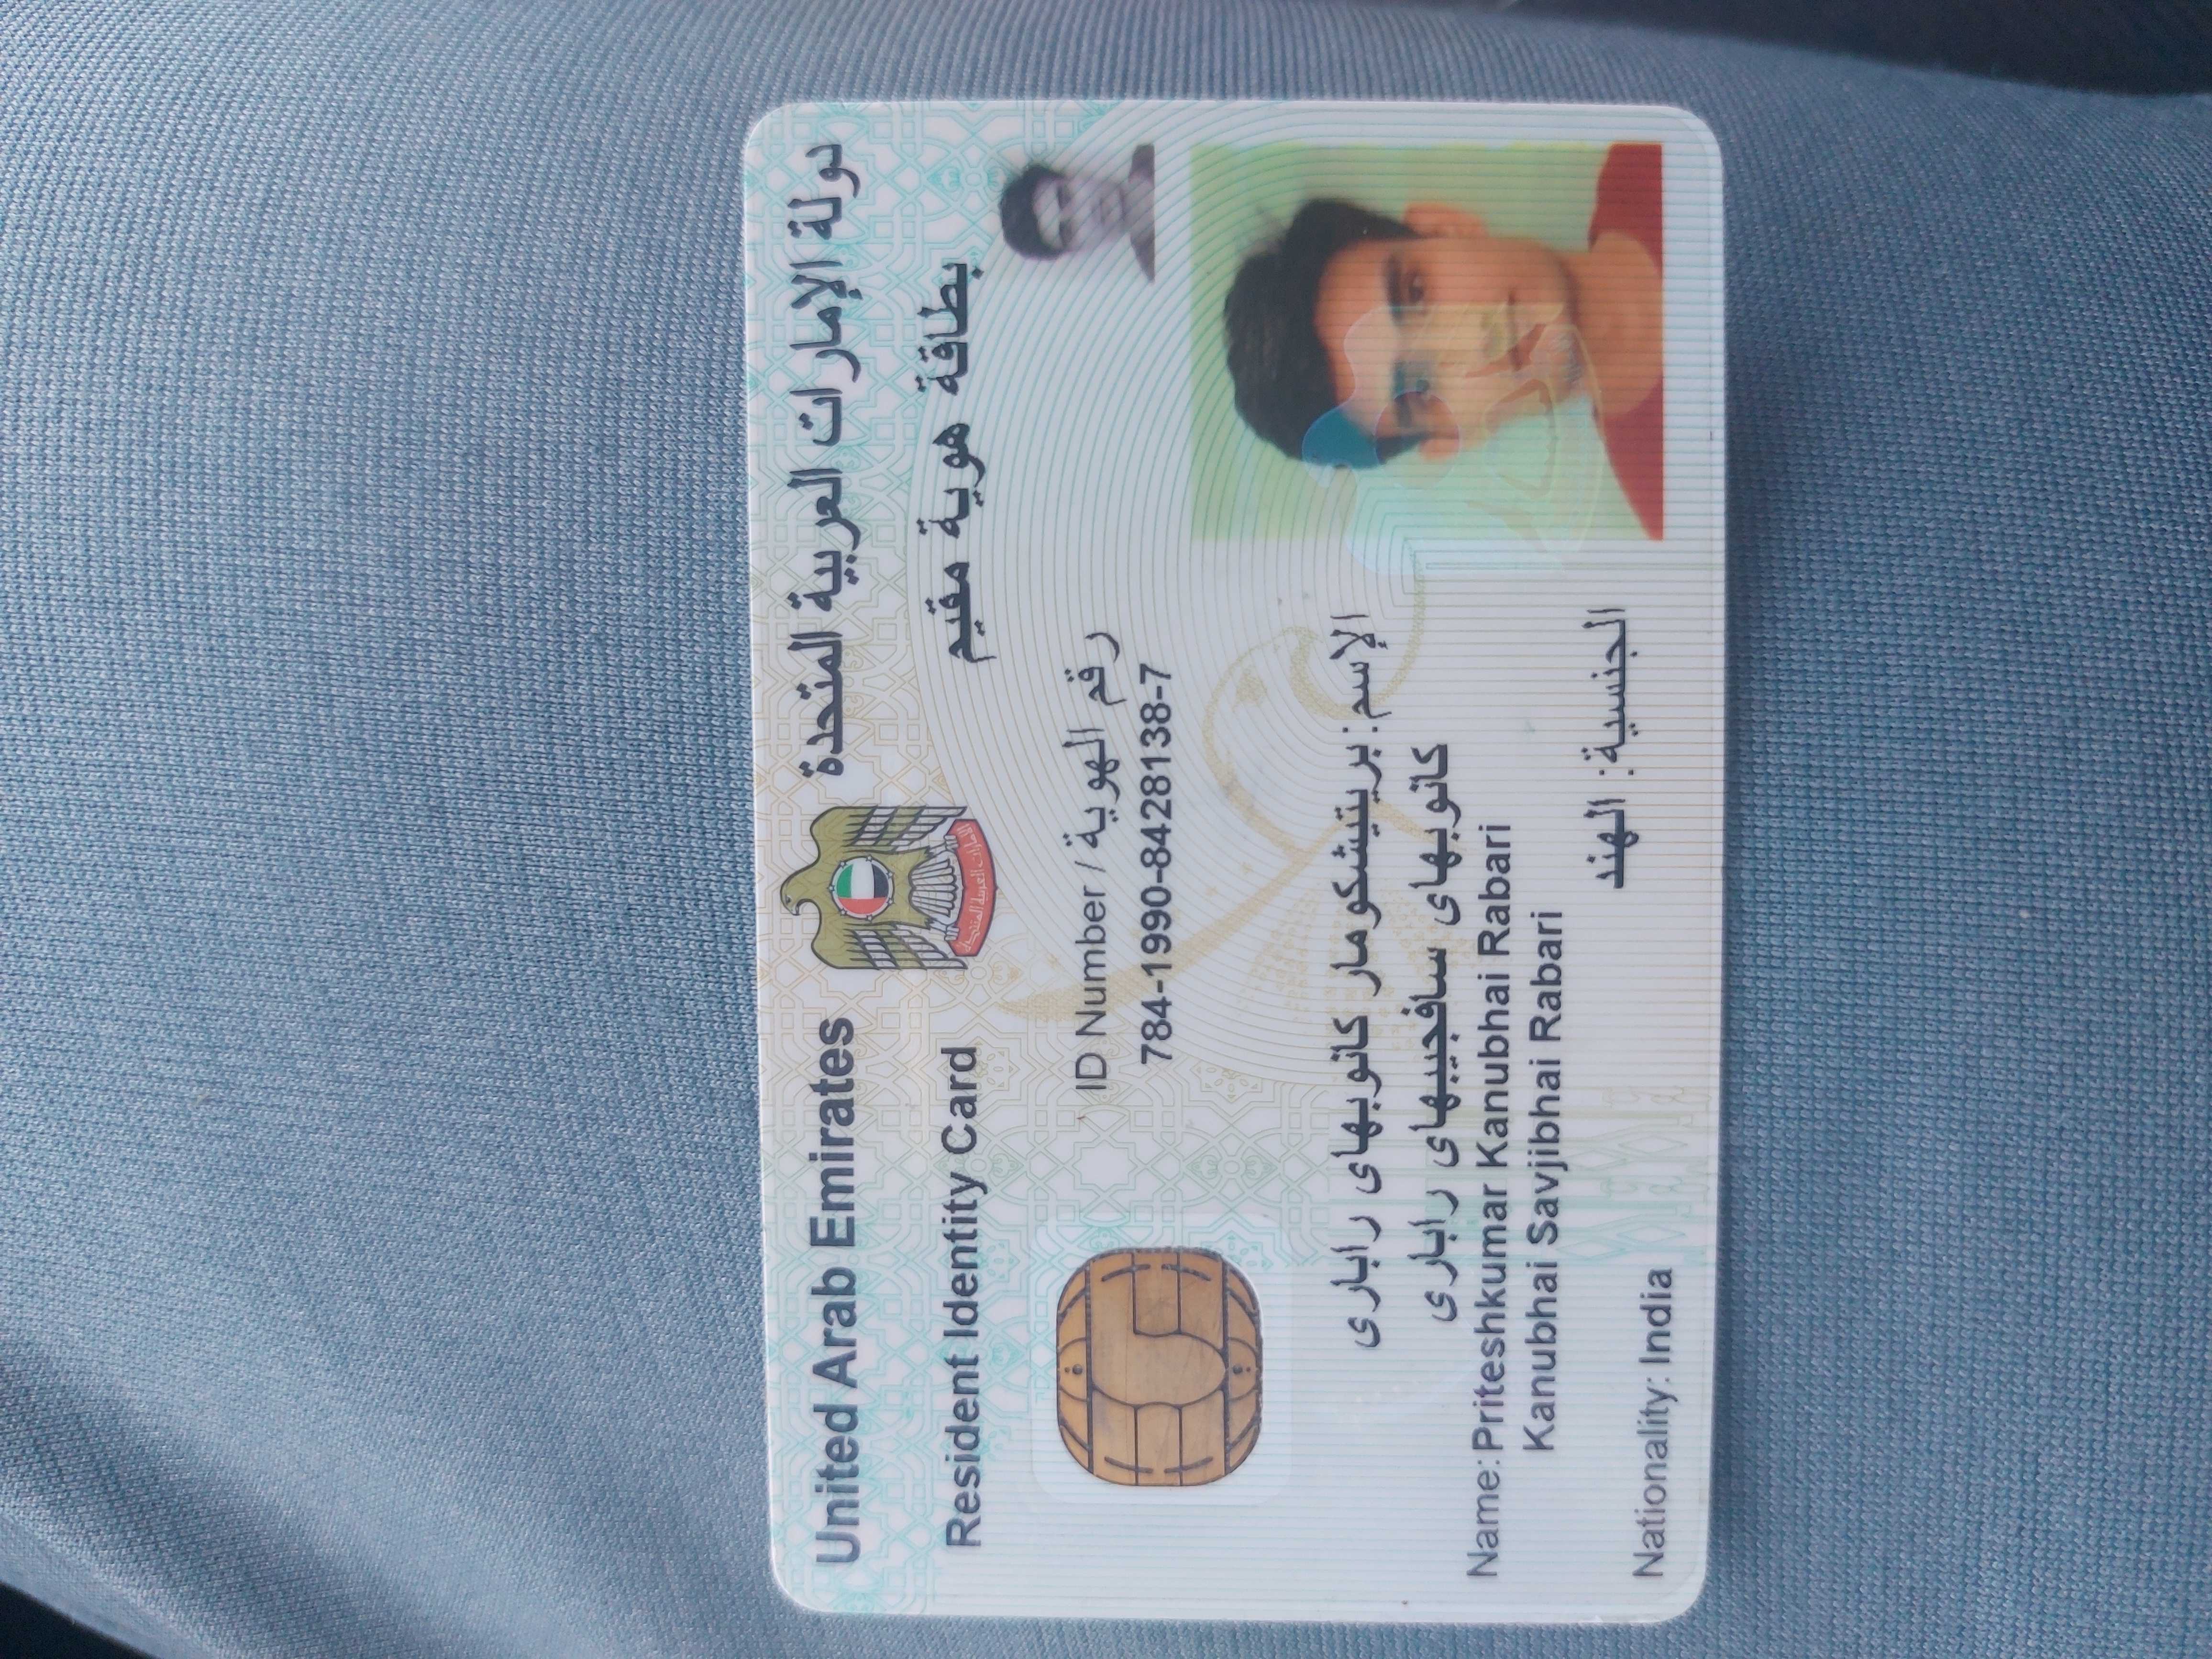 United Arab Emirates
دولة الإمارات العربية المتحدة
Resident Identity Card
بطاقة هوية مقيم
الامارات العربية المتحدة
ID Number / رقم الهوية
784-1990-8428138-7
الإسم: بريتيشكومار كانوبهاى رابارى
كانوبهاى سافجيبهاى رابارى
Name: Priteshkumar Kanubhai Rabari
Kanubhai Savjibhai Rabari
الجنسية: الهند
Nationality: India